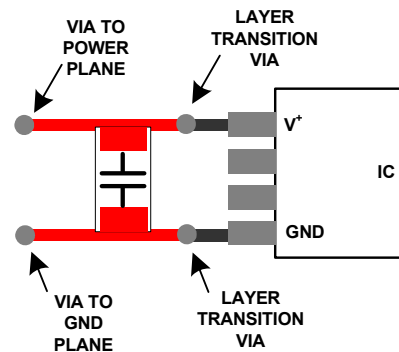 VIA TO
POWER
PLANE
LAYER
TRANSITION
VIA
V+
IC
GND
VIA TO
GND
PLANE
LAYER
TRANSITION
VIA